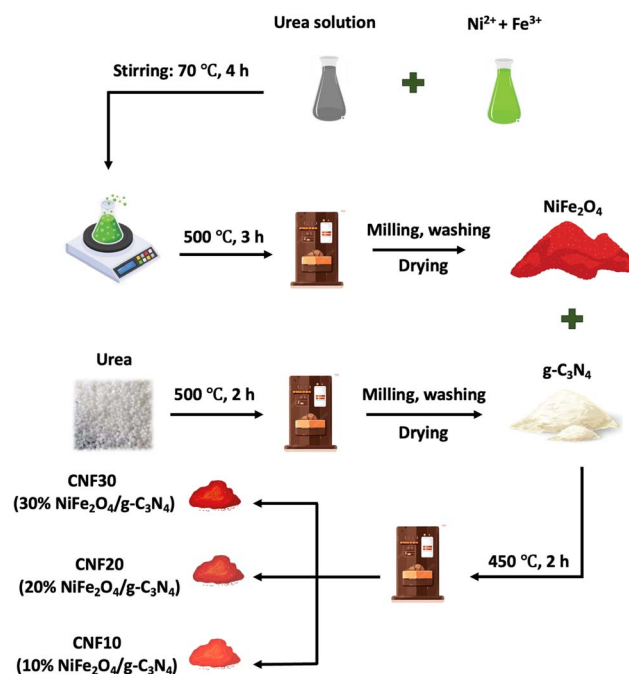 Urea solution
Ni²⁺ + Fe³⁺
Stirring: 70 ℃, 4 h
NiFe₂O₄
500 ℃, 3 h
Milling, washing
Drying
Urea
g-C₃N₄
500 ℃, 2 h
Milling, washing
Drying
CNF30
(30% NiFe₂O₄/g-C₃N₄)
450 ℃, 2 h
CNF20
(20% NiFe₂O₄/g-C₃N₄)
CNF10
(10% NiFe₂O₄/g-C₃N₄)